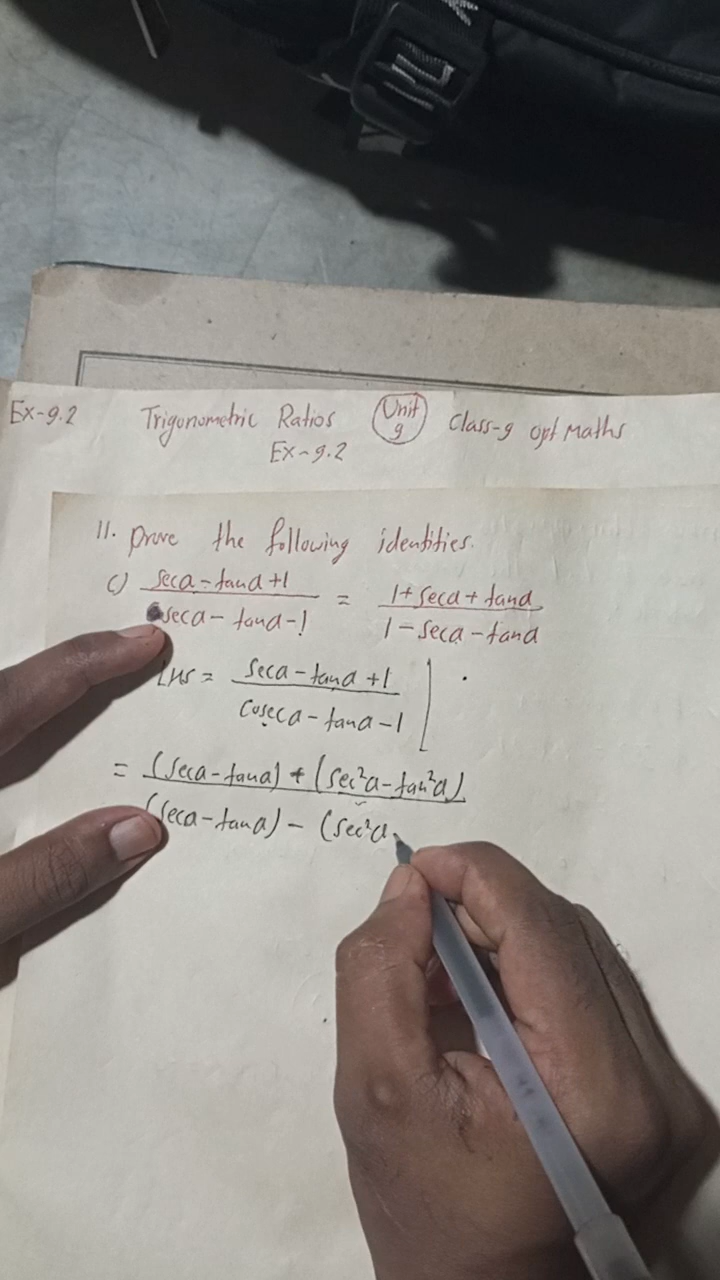 Ex-9.2 Trigonometric Ratios Unit 9 Class-9 opt Maths
Ex-9.2
11. prove the following identities.
c) (seca - tana + 1)/(seca - tana - 1) = (1 + seca + tana)/(1 - seca - tana)
LHS = (seca - tana + 1)/(coseca - tana - 1)
= ((seca - tana) + (sec²a - tan²a))/((seca - tana) - (sec²a